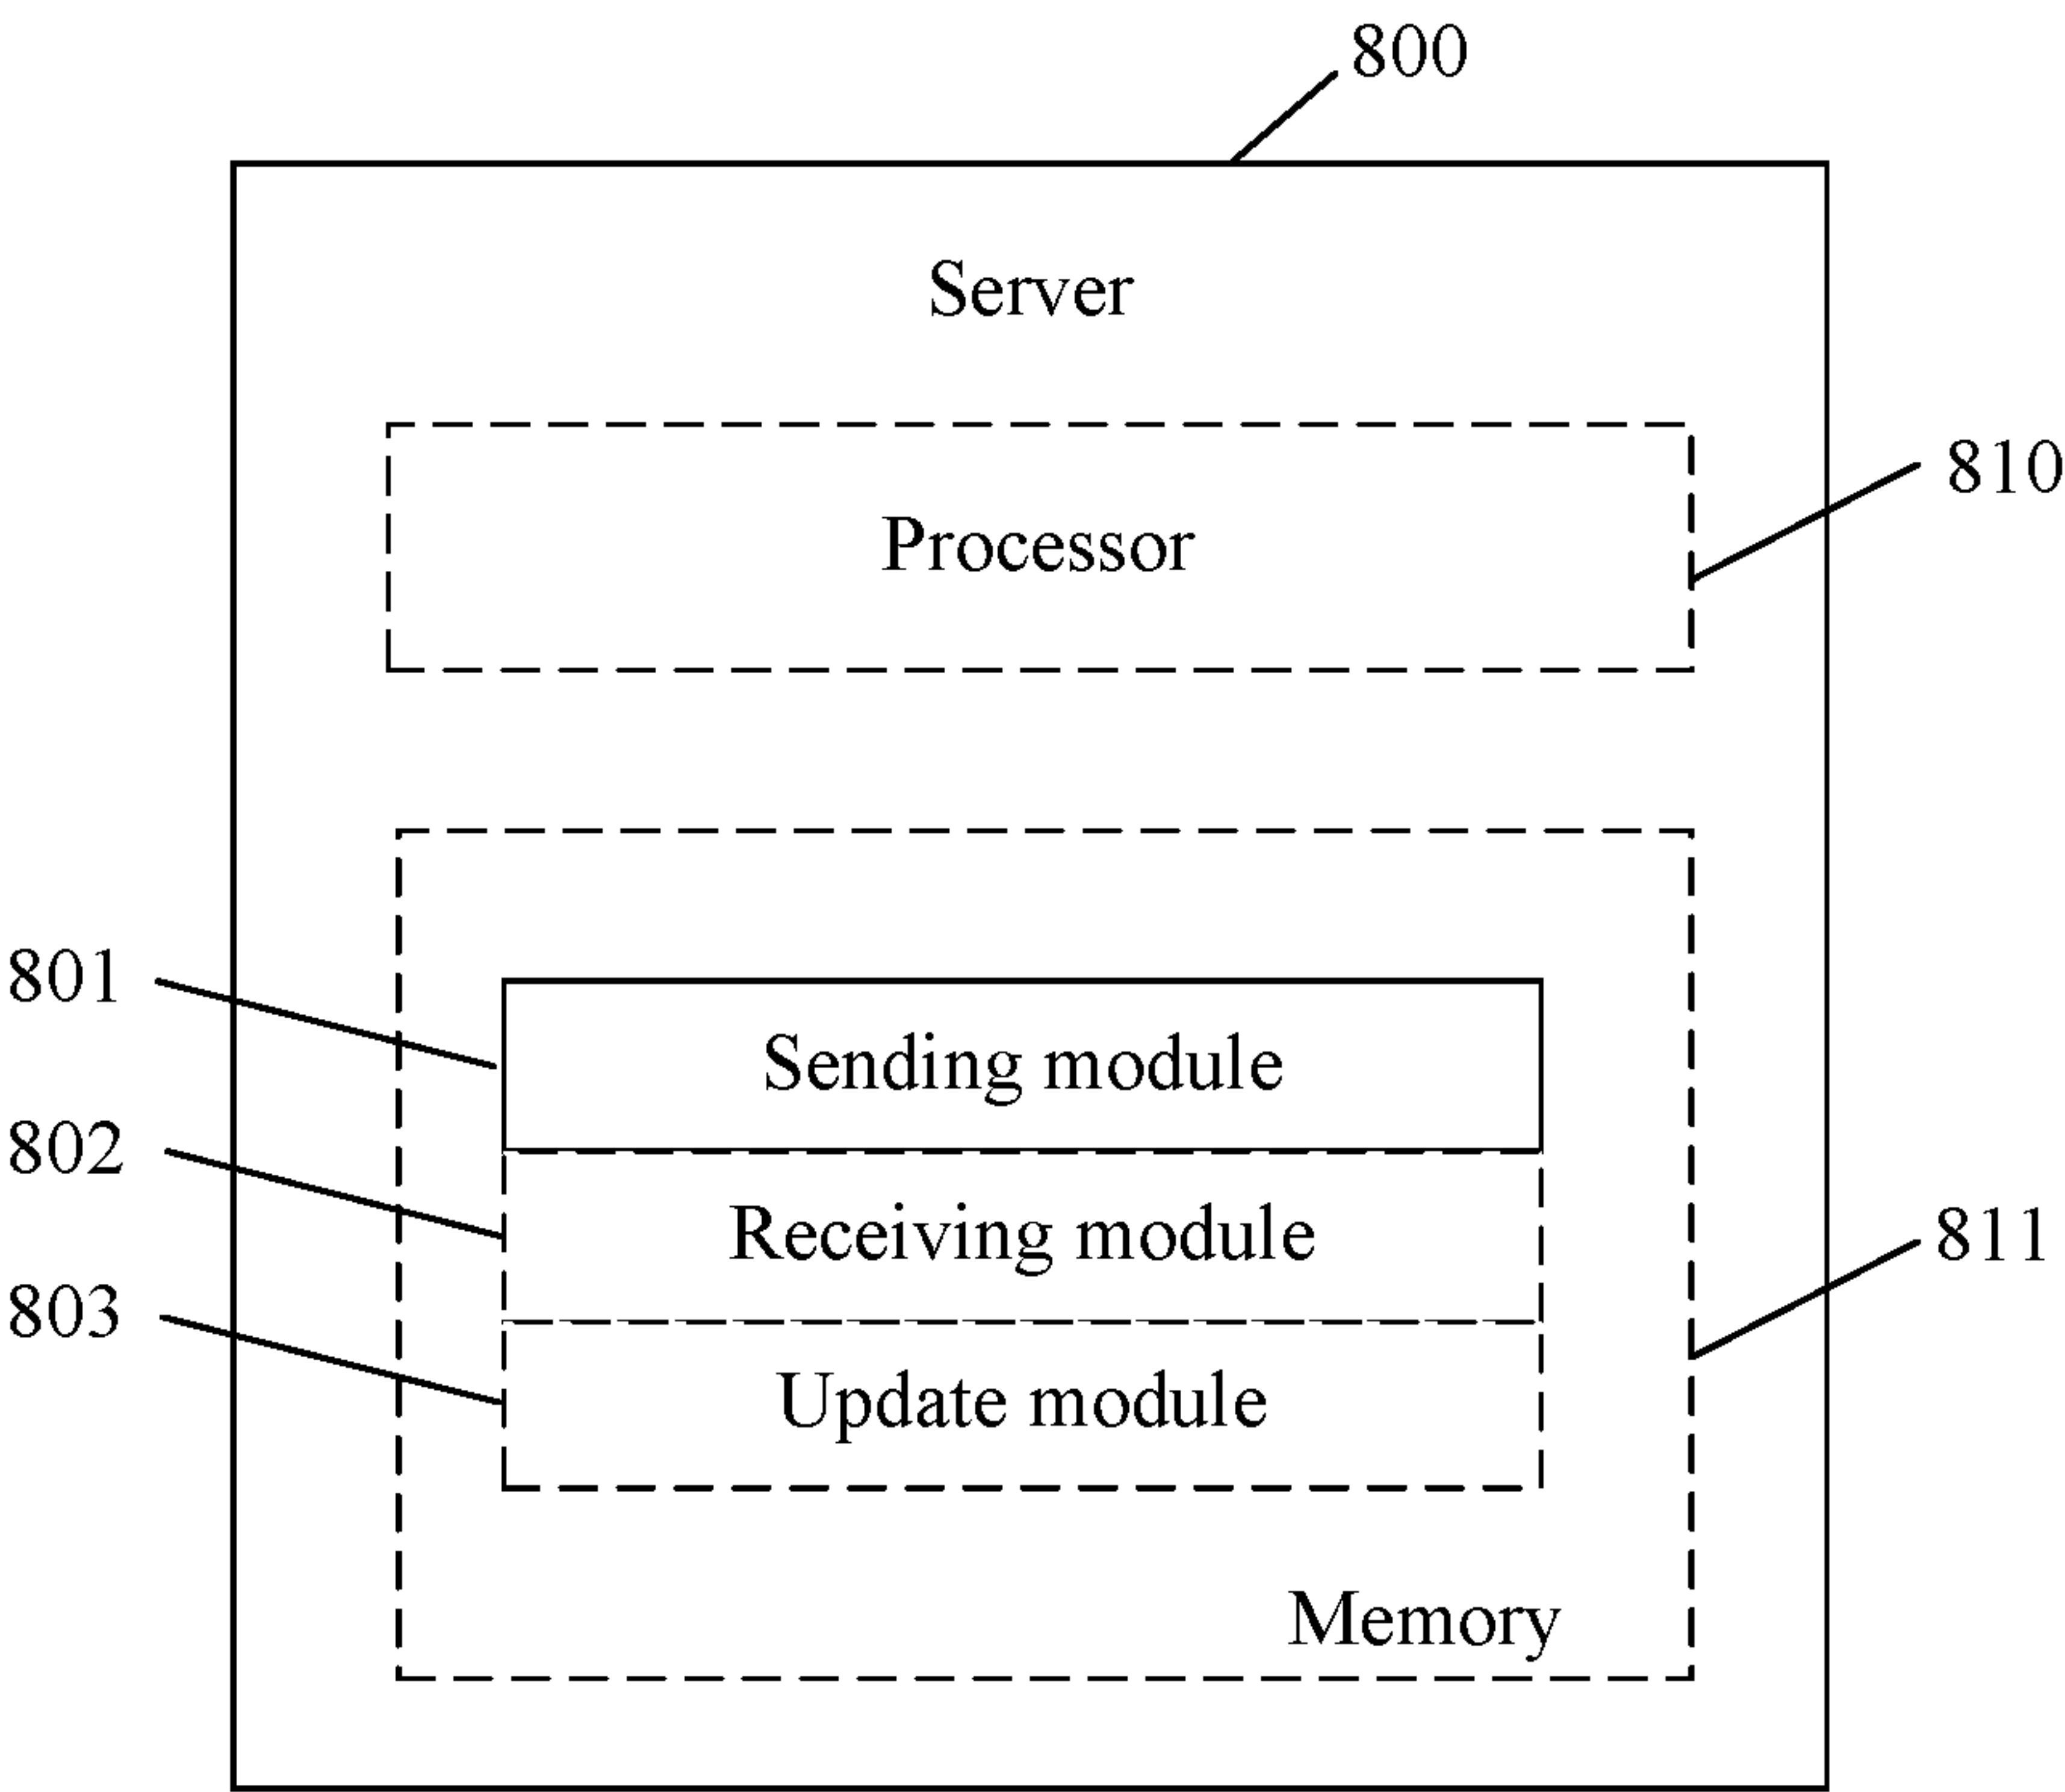 800
Server
810
Processor
801
Sending module
802
Receiving module
811
803
Update module
Memory